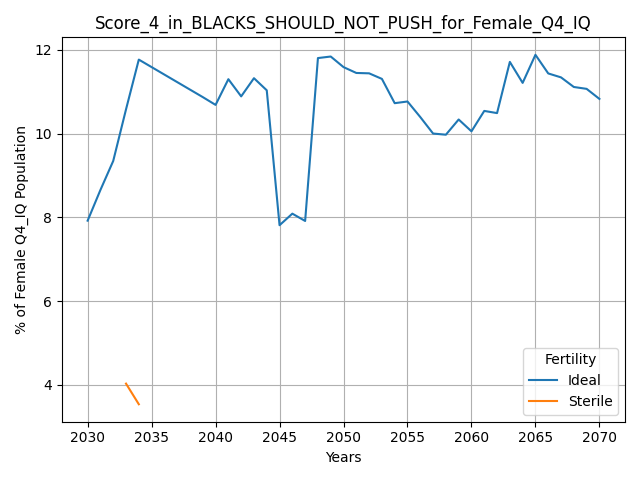 Score_4_in_BLACKS_SHOULD_NOT_PUSH_for_Female_Q4_IQ
12
10
8
6
4
% of Female Q4_IQ Population
Fertility
Ideal
Sterile
2030 2035 2040 2045 2050 2055 2060 2065 2070
Years